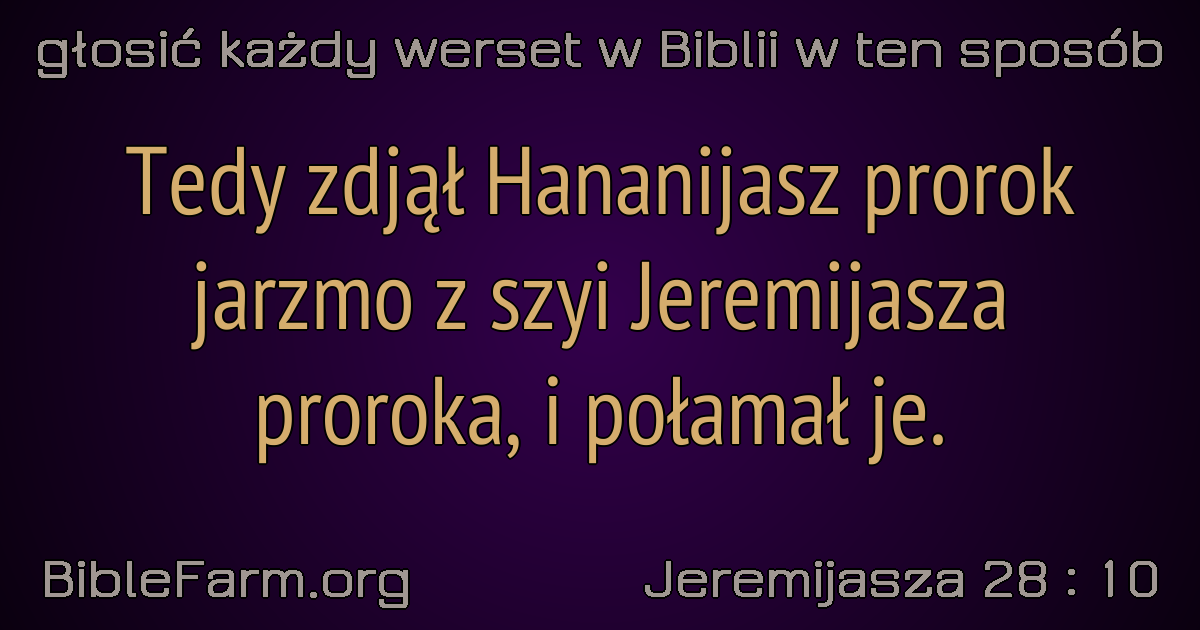 głosić każdy werset w Biblii w ten sposób
Tedy zdjął Hananijasz prorok
jarzmo z szyi Jeremijasza
proroka, i połamał je.
BibleFarm.org
Jeremijasza 28 : 10